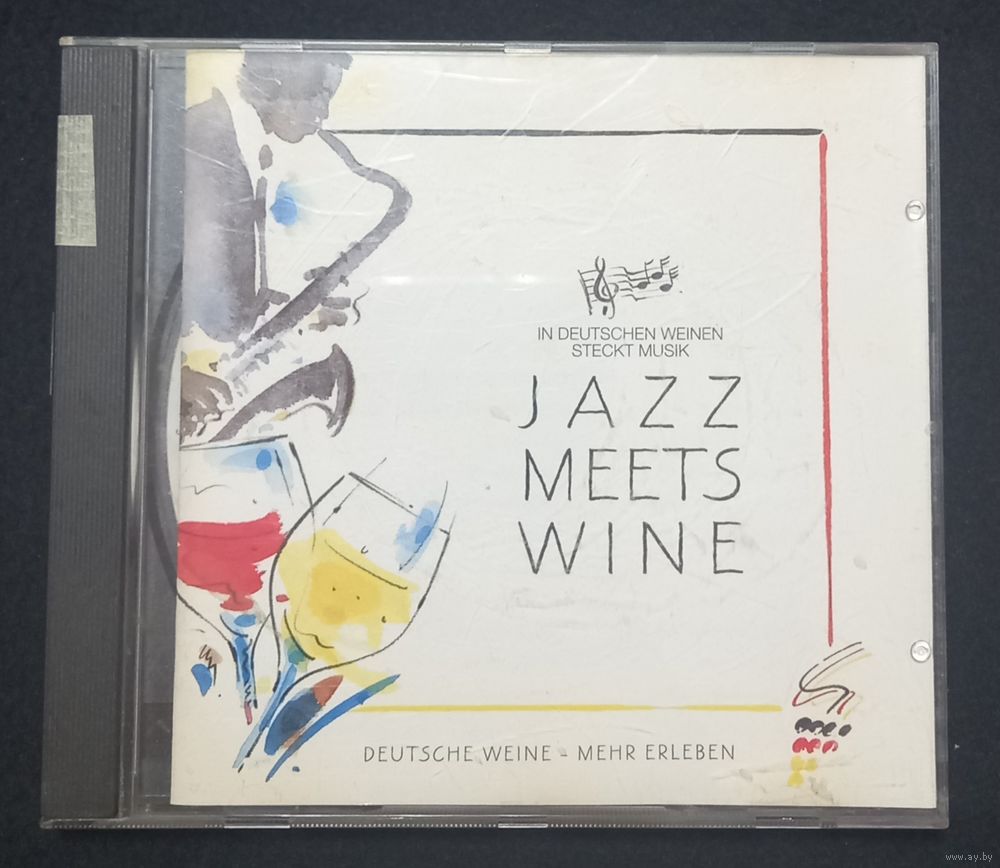 IN DEUTSCHEN WEINEN
STECKT MUSIK
JAZZ
MEETS
WINE
DEUTSCHE WEINE - MEHR ERLEBEN
www.ay.by